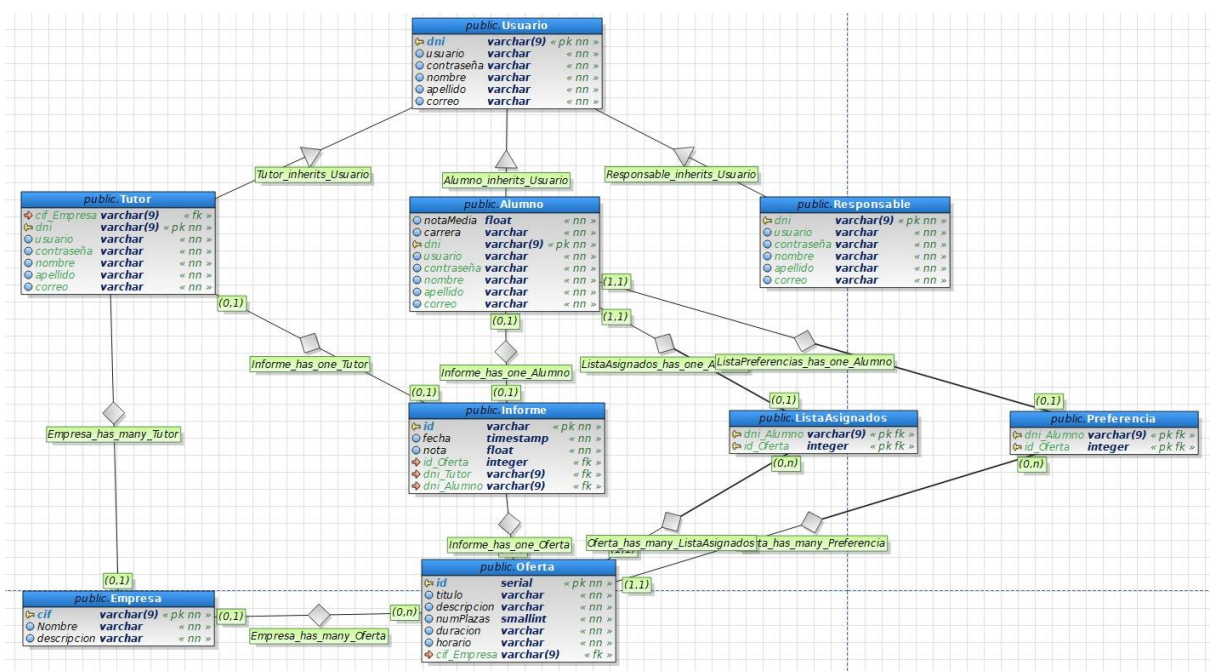 public.Usuario
dni varchar(9) « pk nn »
usuario varchar « nn »
contraseña varchar « nn »
nombre varchar « nn »
apellido varchar « nn »
correo varchar « nn »
Tutor_inherits_Usuario
Alumno_inherits_Usuario
Responsable_inherits_Usuario
public.Tutor
cif_Empresa varchar(9) « fk »
dni varchar(9) « pk nn »
usuario varchar « nn »
contraseña varchar « nn »
nombre varchar « nn »
apellido varchar « nn »
correo varchar « nn »
public.Alumno
notaMedia float « nn »
carrera varchar « nn »
dni varchar(9) « pk nn »
usuario varchar « nn »
contraseña varchar « nn »
nombre varchar « nn »
apellido varchar « nn »
correo varchar « nn »
public.Responsable
dni varchar(9) « pk nn »
usuario varchar « nn »
contraseña varchar « nn »
nombre varchar « nn »
apellido varchar « nn »
correo varchar « nn »
(0,1)
(0,1)
(1,1)
(1,1)
Informe_has_one_Tutor
Informe_has_one_Alumno
ListaAsignados_has_one_A
ListaPreferencias_has_one_Alumno
(0,1)
(0,1)
(0,1)
(0,1)
Empresa_has_many_Tutor
public.Informe
id varchar « pk nn »
fecha timestamp « nn »
nota float « nn »
id_Oferta integer « fk »
dni_Tutor varchar(9) « fk »
dni_Alumno varchar(9) « fk »
public.ListaAsignados
dni_Alumno varchar(9) « pk fk »
id_Oferta integer « pk fk »
public.Preferencia
dni_Alumno varchar(9) « pk fk »
id_Oferta integer « pk fk »
(0,n)
(0,n)
Informe_has_one_Oferta
Oferta_has_many_ListaAsignados
ta_has_many_Preferencia
(0,1)
(1,1)
public.Empresa
cif varchar(9) « pk nn »
Nombre varchar « nn »
descripcion varchar « nn »
(0,1)
Empresa_has_many_Oferta
(0,n)
public.Oferta
id serial « pk nn »
titulo varchar « nn »
descripcion varchar « nn »
numPlazas smallint « nn »
duracion varchar « nn »
horario varchar « nn »
cif_Empresa varchar(9) « fk »